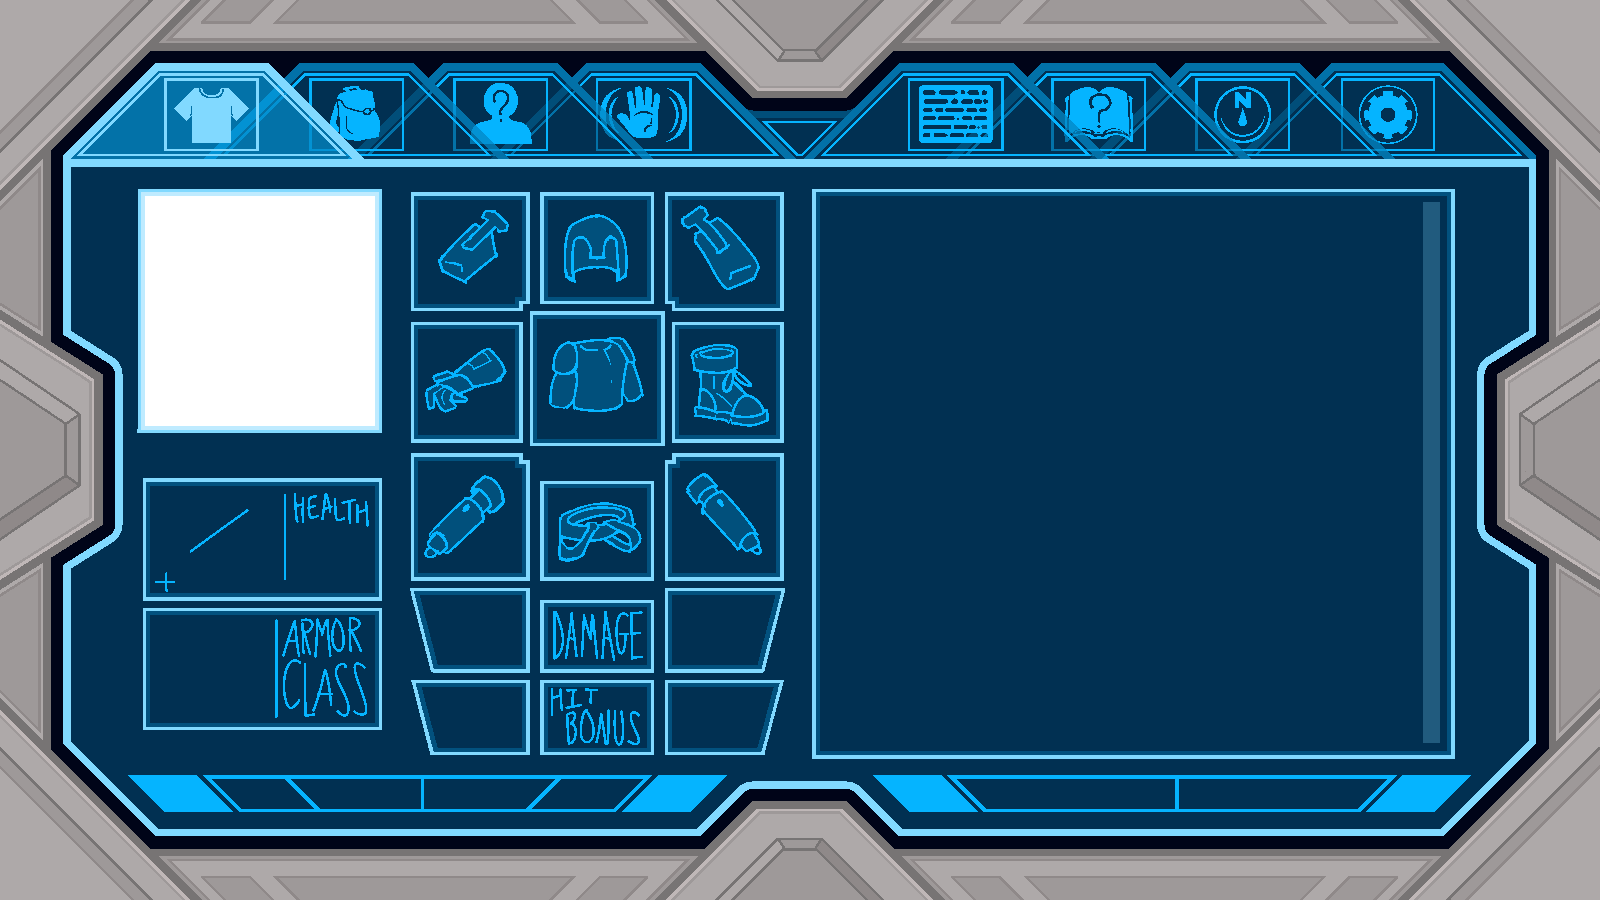 ?
N
?
HEALTH
ARMOR
CLASS
DAMAGE
HIT
BONUS